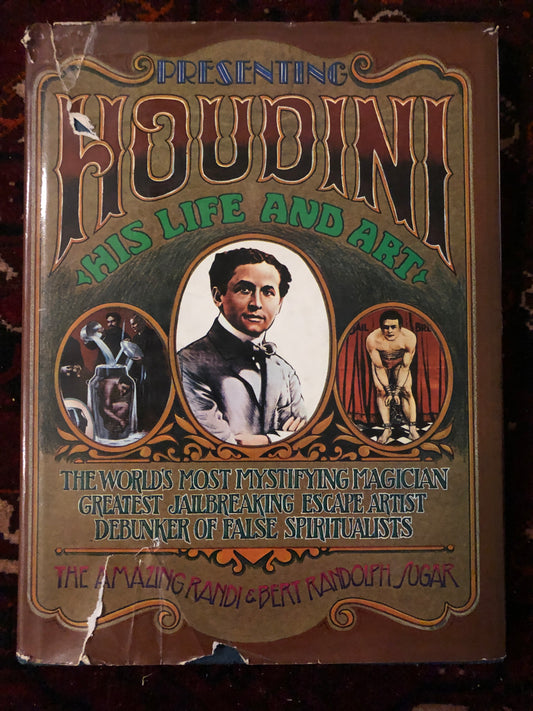 PRESENTING
HOUDINI
HIS LIFE AND ART
JAIL BRE
THE WORLD'S MOST MYSTIFYING MAGICIAN
GREATEST JAILBREAKING ESCAPE ARTIST
DEBUNKER OF FALSE SPIRITUALISTS
THE AMAZING RANDI & BERT RANDOLPH SUGAR